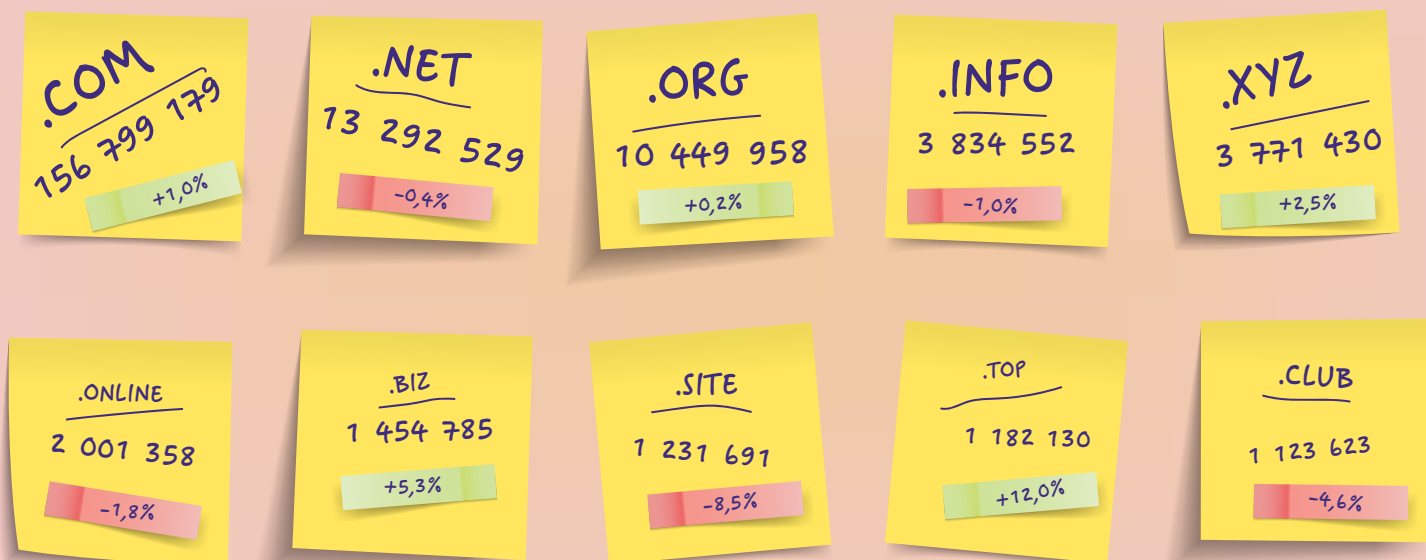 .COM
156 799 179
+1,0%
.NET
13 292 529
-0,4%
.ORG
10 449 958
+0,2%
.INFO
3 834 552
-1,0%
.XYZ
3 771 430
+2,5%
.ONLINE
2 001 358
-1,8%
.BIZ
1 454 785
+5,3%
.SITE
1 231 691
-8,5%
.TOP
1 182 130
+12,0%
.CLUB
1 123 623
-4,6%